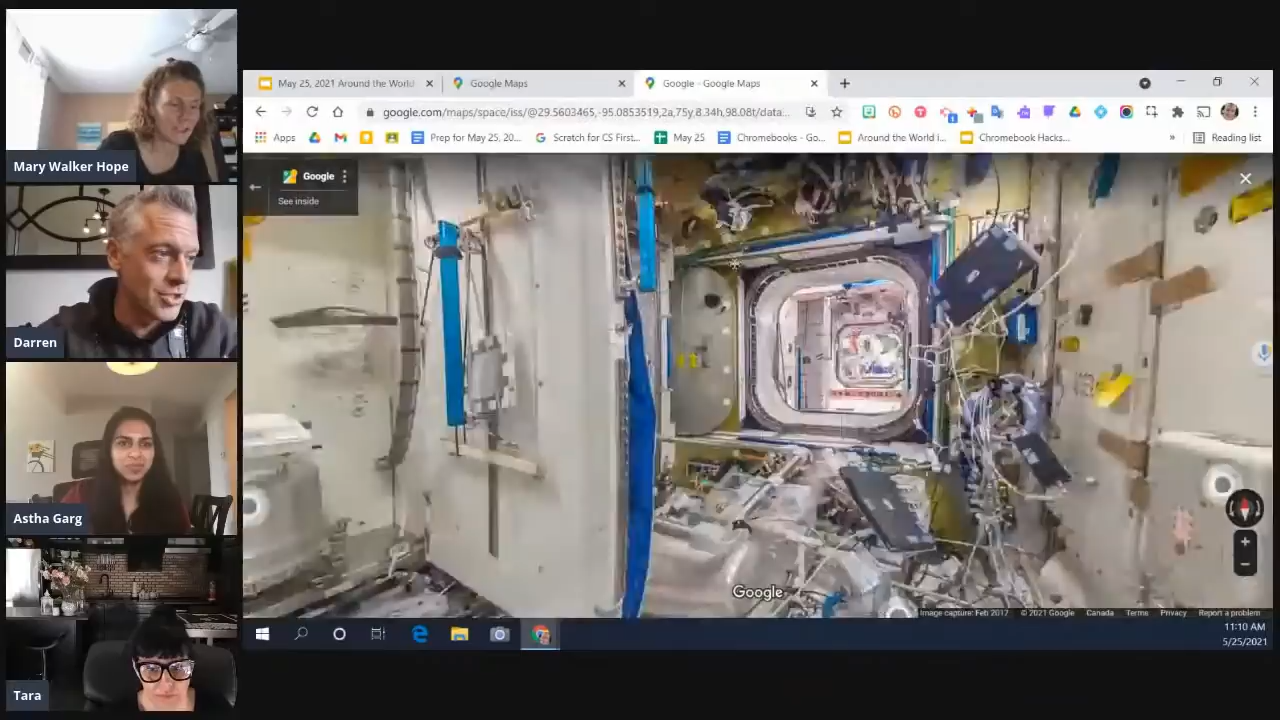 Mary Walker Hope
Darren
Astha Garg
Tara
May 25, 2021 Around the World
Google Maps
Google - Google Maps
google.com/maps/space/iss/@29.5603465,-95.0853519,2a,75y,8.34h,98.08t/data...
Apps
Prep for May 25, 20...
Scratch for CS First...
May 25
Chromebooks - Go...
Around the World i...
Chromebook Hacks...
»
Reading list
Google
See inside
Google
Image capture: Feb 2017 © 2021 Google Canada Terms Privacy Report a problem
11:10 AM
5/25/2021